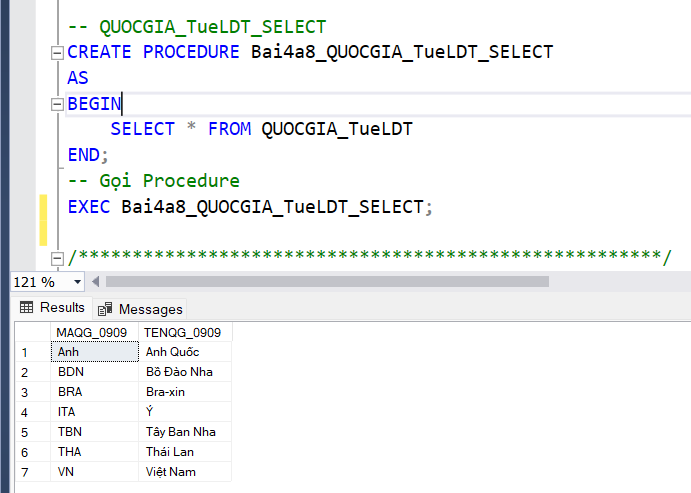 -- QUOCGIA_TueLDT_SELECT
CREATE PROCEDURE Bai4a8_QUOCGIA_TueLDT_SELECT
AS
BEGIN
SELECT * FROM QUOCGIA_TueLDT
END;
-- Gọi Procedure
EXEC Bai4a8_QUOCGIA_TueLDT_SELECT;
/******************************************************/
121 %
Results Messages
MAQG_0909 TENQG_0909
1 Anh Anh Quốc
2 BDN Bồ Đào Nha
3 BRA Bra-xin
4 ITA Ý
5 TBN Tây Ban Nha
6 THA Thái Lan
7 VN Việt Nam